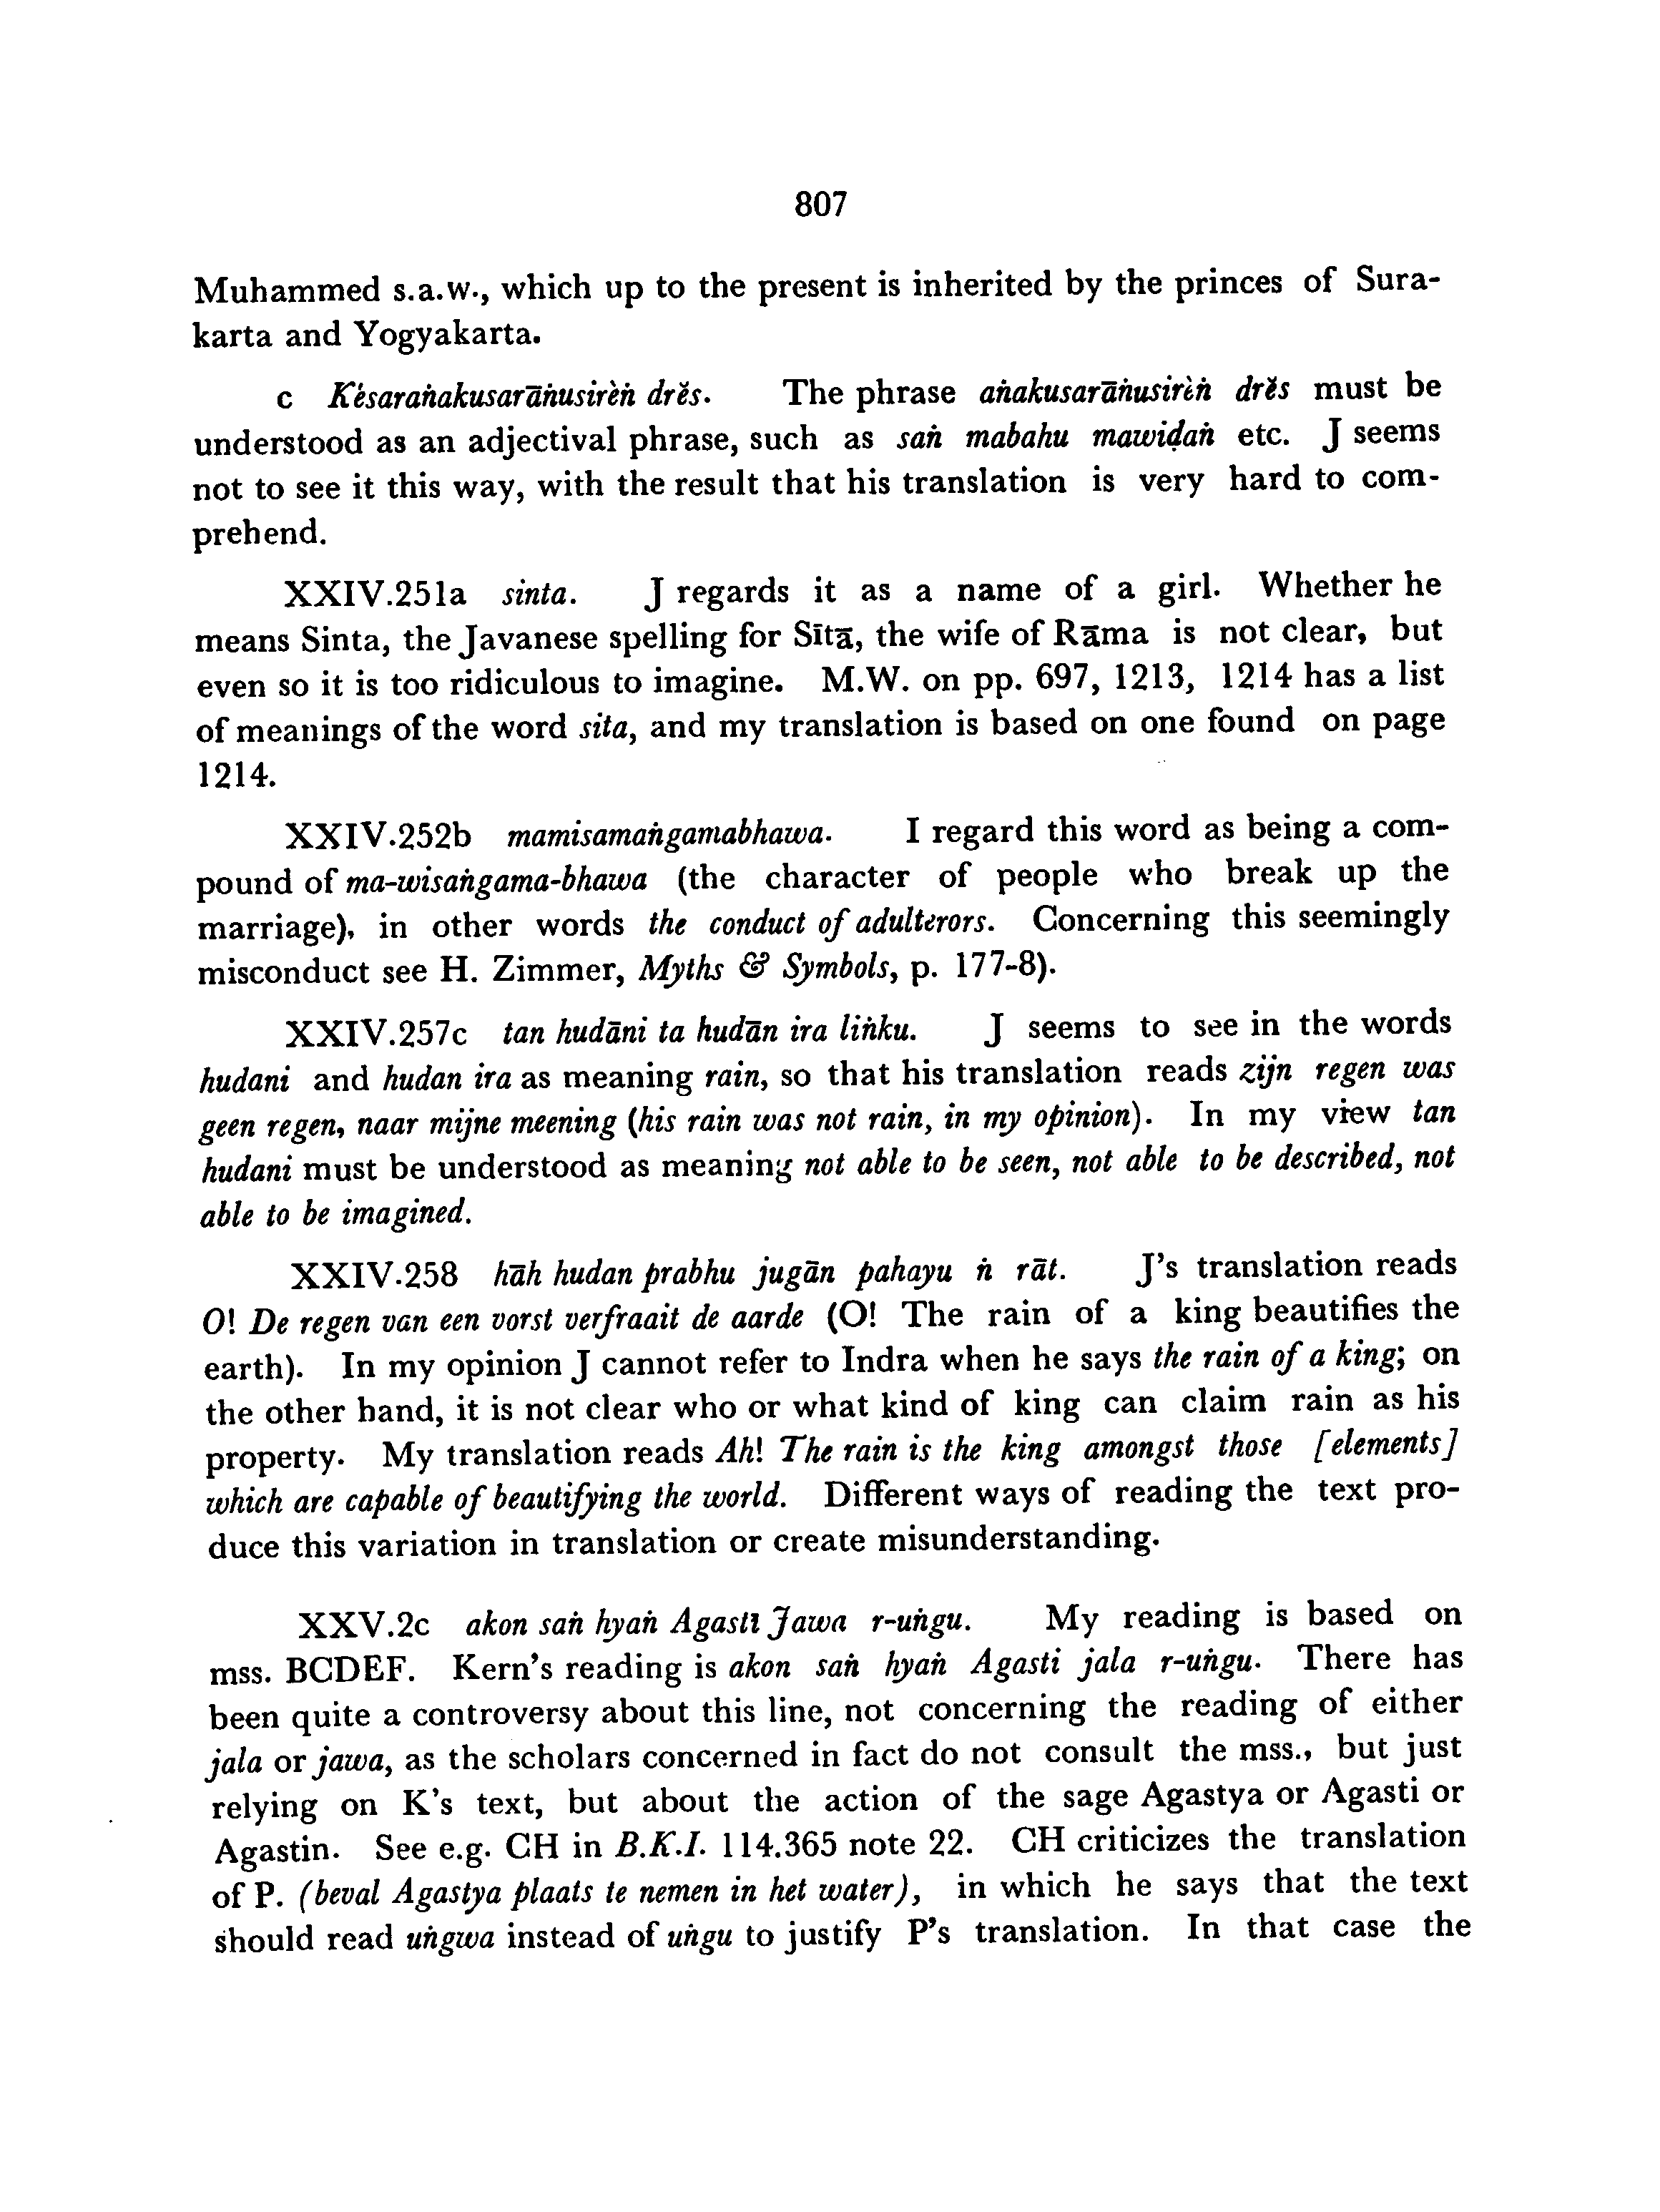 807
Muhammed s.a.w., which up to the present is inherited by the princes of Sura-
karta and Yogyakarta.
c Késaraṅakusarāṅusirèṅ drĕs. The phrase aṅakusarāṅusirèṅ drĕs must be
understood as an adjectival phrase, such as saṅ mabahu mawiḍaṅ etc. J seems
not to see it this way, with the result that his translation is very hard to com-
prehend.
XXIV.251a sinta. J regards it as a name of a girl. Whether he
means Sinta, the Javanese spelling for Sītā, the wife of Rāma is not clear, but
even so it is too ridiculous to imagine. M.W. on pp. 697, 1213, 1214 has a list
of meanings of the word sita, and my translation is based on one found on page
1214.
XXIV.252b mamisamaṅgamabhawa. I regard this word as being a com-
pound of ma-wisaṅgama-bhawa (the character of people who break up the
marriage), in other words the conduct of adulterors. Concerning this seemingly
misconduct see H. Zimmer, Myths & Symbols, p. 177-8).
XXIV.257c tan hudāni ta hudān ira liṅku. J seems to see in the words
hudani and hudan ira as meaning rain, so that his translation reads zijn regen was
geen regen, naar mijne meening (his rain was not rain, in my opinion). In my view tan
hudani must be understood as meaning not able to be seen, not able to be described, not
able to be imagined.
XXIV.258 hāh hudan prabhu jugān pahayu ṅ rāt. J's translation reads
O! De regen van een vorst verfraait de aarde (O! The rain of a king beautifies the
earth). In my opinion J cannot refer to Indra when he says the rain of a king; on
the other hand, it is not clear who or what kind of king can claim rain as his
property. My translation reads Ah! The rain is the king amongst those [elements]
which are capable of beautifying the world. Different ways of reading the text pro-
duce this variation in translation or create misunderstanding.
XXV.2c akon saṅ hyaṅ Agasti Jawa r-uṅgu. My reading is based on
mss. BCDEF. Kern's reading is akon saṅ hyaṅ Agasti jala r-uṅgu. There has
been quite a controversy about this line, not concerning the reading of either
jala or jawa, as the scholars concerned in fact do not consult the mss., but just
relying on K's text, but about the action of the sage Agastya or Agasti or
Agastin. See e.g. CH in B.K.I. 114.365 note 22. CH criticizes the translation
of P. (beval Agastya plaats te nemen in het water), in which he says that the text
should read uṅgwa instead of uṅgu to justify P's translation. In that case the